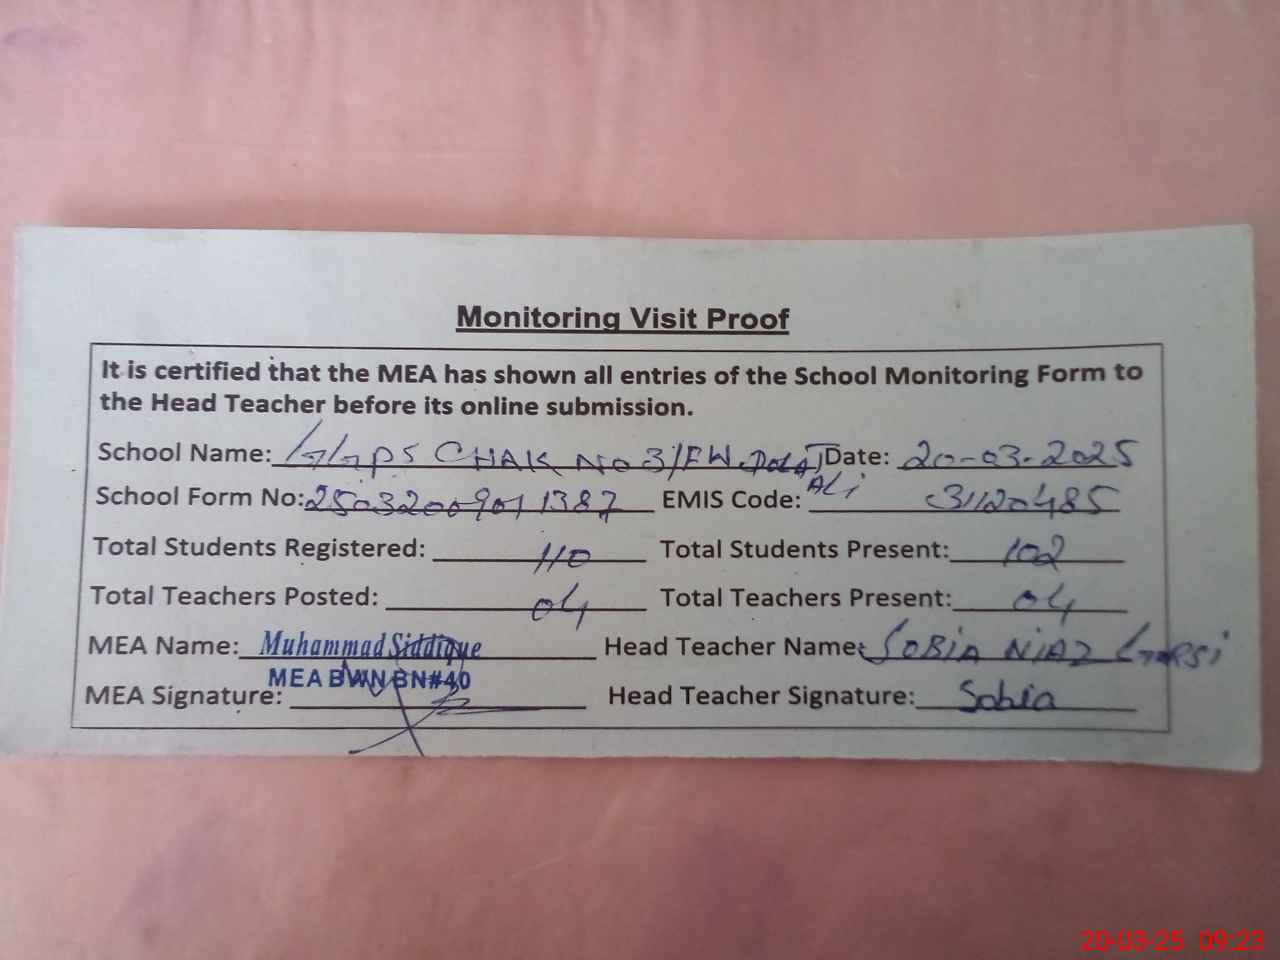 Monitoring Visit Proof
It is certified that the MEA has shown all entries of the School Monitoring Form to
the Head Teacher before its online submission.
School Name: GGPS CHAK No 3/FW Date: 20-03-2025
ALi
School Form No: 25032009011387 EMIS Code: 31120485
Total Students Registered: 110 Total Students Present: 102
Total Teachers Posted: 04 Total Teachers Present: 04
MEA Name: Muhammad Siddique Head Teacher Name: SOBIA NIAZ GORSI
MEA BWN BN#40
MEA Signature: Head Teacher Signature: Sobia
20-03-25 09:23